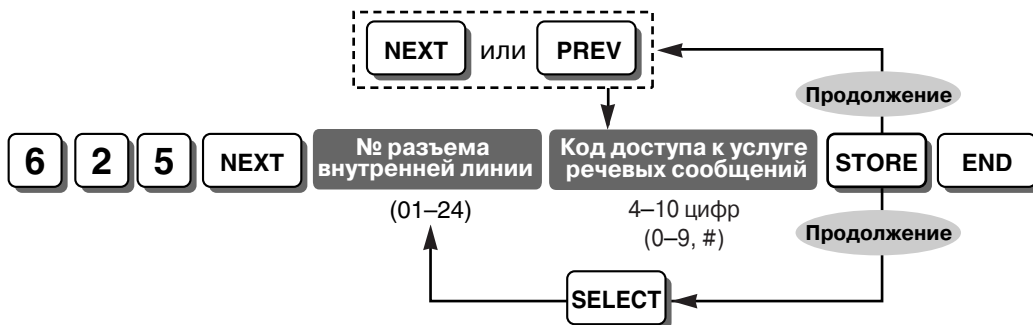 NEXT или PREV
Продолжение
6 2 5 NEXT № разъема внутренней линии Код доступа к услуге речевых сообщений STORE END
(01–24)
4–10 цифр
(0–9, #)
Продолжение
SELECT